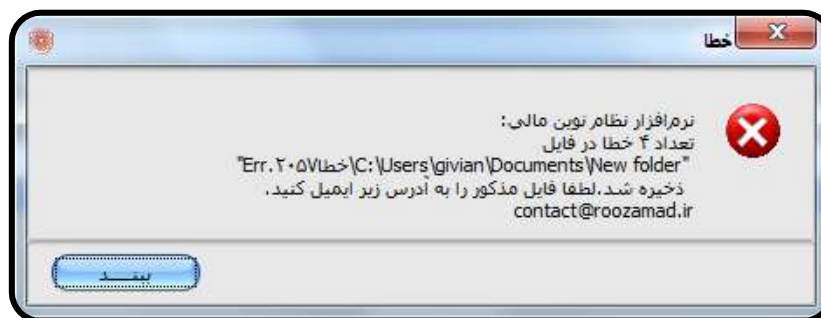 خطا
نرم‌افزار نظام نوین مالی:
تعداد ۴ خطا در فایل
"C:\Users\givian\Documents\New folder\خطا۲۰۵۷.Err"
ذخیره شد.لطفا فایل مذکور را به آدرس زیر ایمیل کنید.
contact@roozamad.ir
ببنـــد